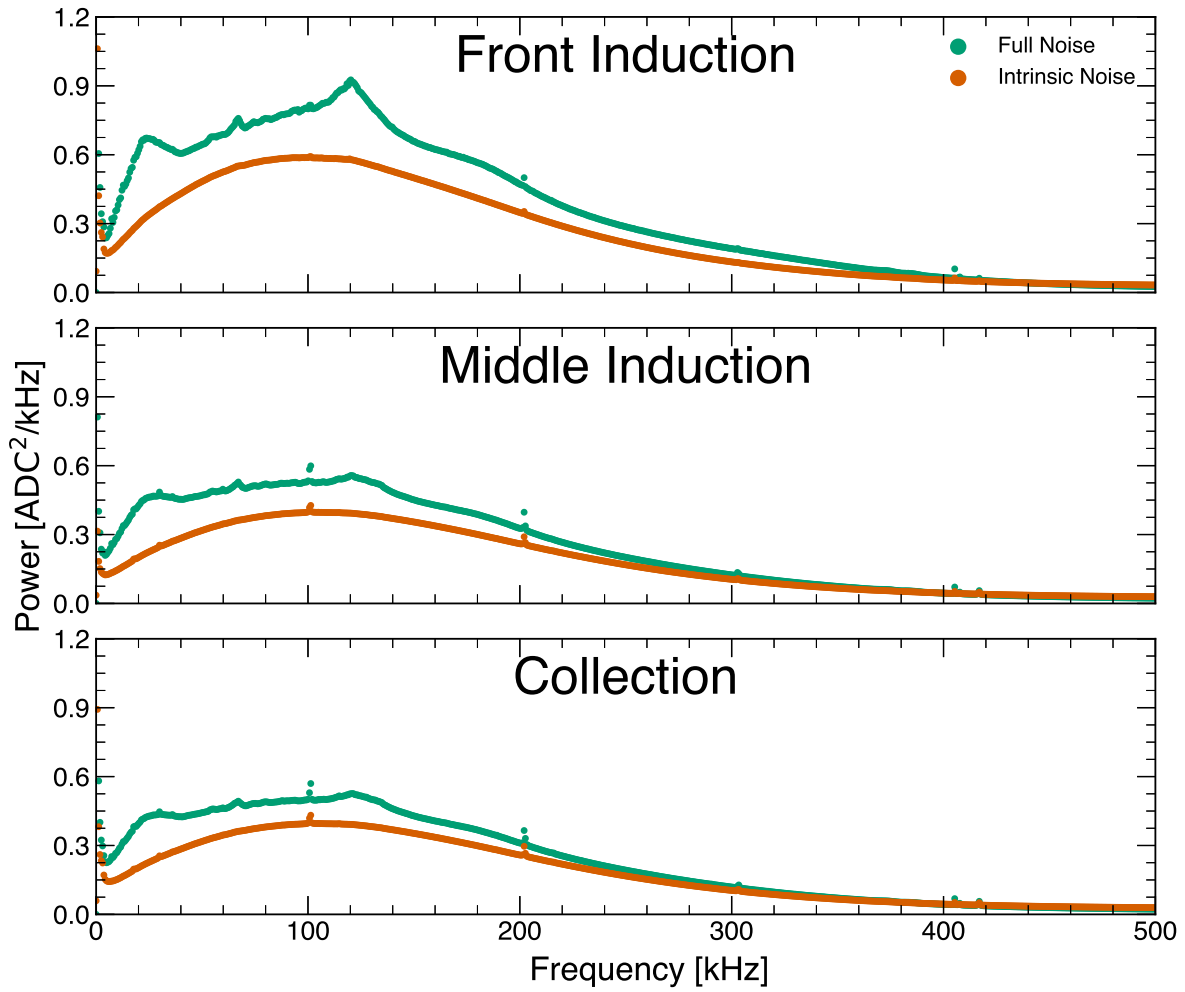 1.2
Front Induction
Full Noise
Intrinsic Noise
0.9
0.6
0.3
0.0
1.2
Middle Induction
0.9
0.6
0.3
0.0
Power [ADC²/kHz]
1.2
Collection
0.9
0.6
0.3
0.0
0 100 200 300 400 500
Frequency [kHz]